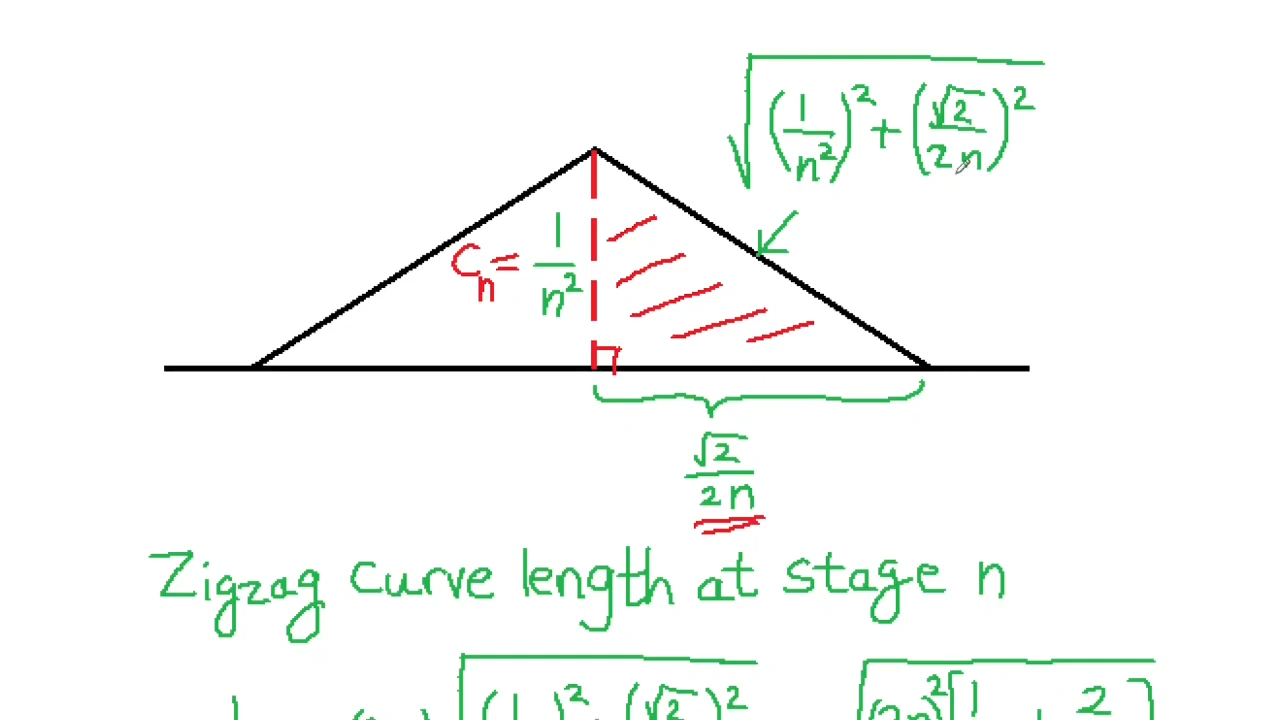 √((1/n²)² + (√2/2n)²)
Cn = 1/n²
√2/2n
Zigzag curve length at stage n